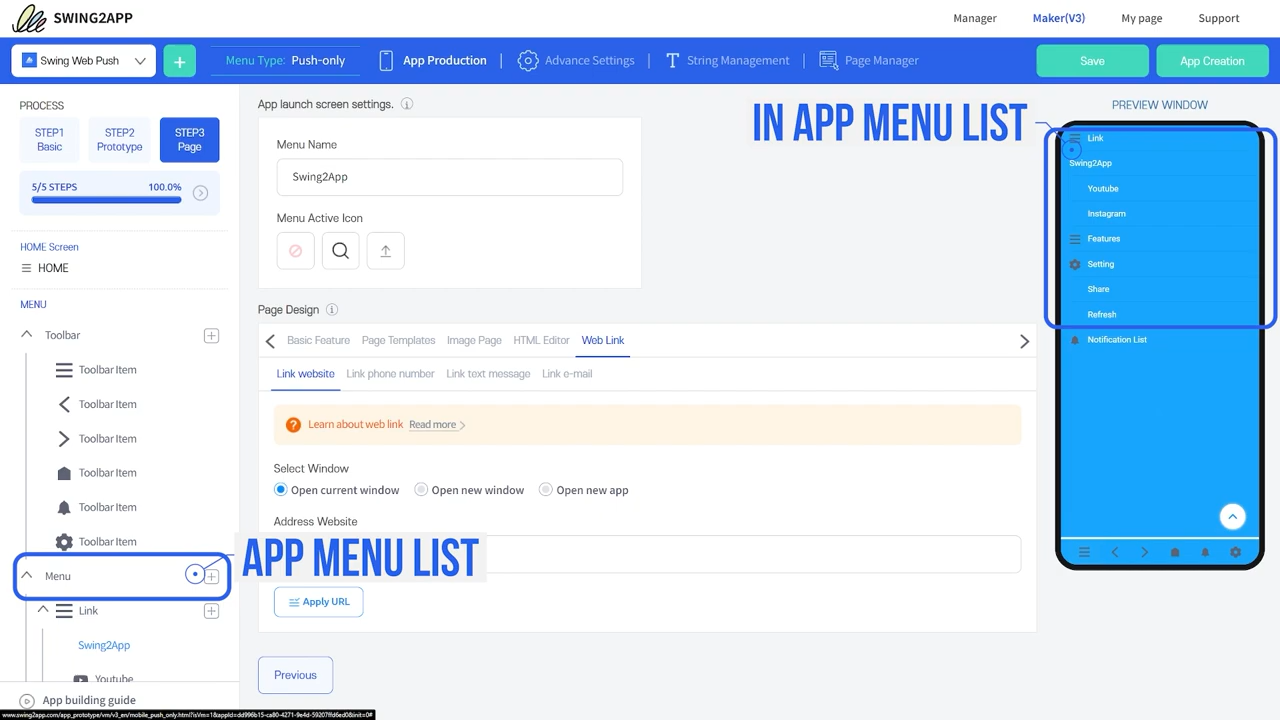 SWING2APP
Manager
Maker(V3)
My page
Support
Swing Web Push
+
Menu Type: Push-only
App Production
Advance Settings
String Management
Page Manager
Save
App Creation
PROCESS
STEP1 Basic
STEP2 Prototype
STEP3 Page
5/5 STEPS 100.0%
HOME Screen
HOME
MENU
Toolbar
Toolbar Item
Toolbar Item
Toolbar Item
Toolbar Item
Toolbar Item
Toolbar Item
Menu
Link
Swing2App
Youtube
App building guide
APP MENU LIST
App launch screen settings.
Menu Name
Swing2App
Menu Active Icon
Page Design
Basic Feature
Page Templates
Image Page
HTML Editor
Web Link
Link website
Link phone number
Link text message
Link e-mail
Learn about web link Read more
Select Window
Open current window
Open new window
Open new app
Address Website
Apply URL
Previous
IN APP MENU LIST
PREVIEW WINDOW
Link
Swing2App
Youtube
Instagram
Features
Setting
Share
Refresh
Notification List